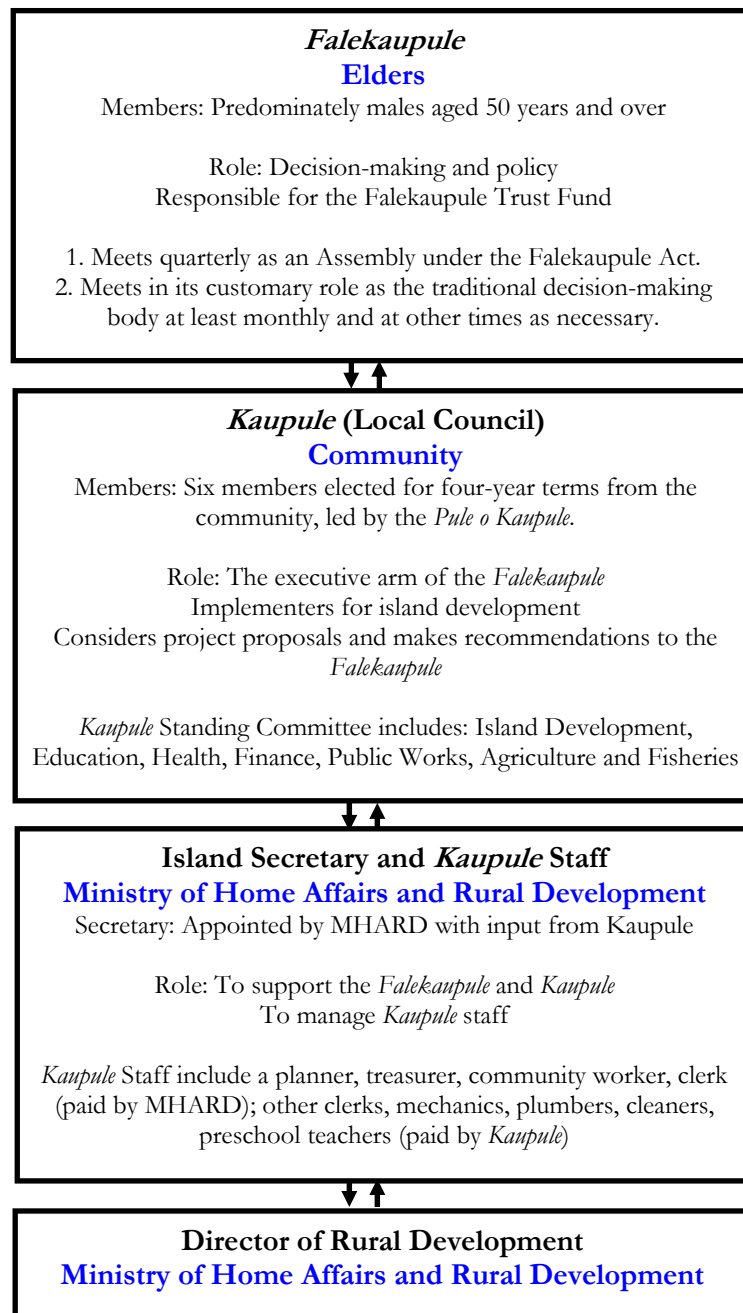 Falekaupule
Elders
Members: Predominately males aged 50 years and over
Role: Decision-making and policy
Responsible for the Falekaupule Trust Fund
1. Meets quarterly as an Assembly under the Falekaupule Act.
2. Meets in its customary role as the traditional decision-making
body at least monthly and at other times as necessary.
Kaupule (Local Council)
Community
Members: Six members elected for four-year terms from the
community, led by the Pule o Kaupule.
Role: The executive arm of the Falekaupule
Implementers for island development
Considers project proposals and makes recommendations to the
Falekaupule
Kaupule Standing Committee includes: Island Development,
Education, Health, Finance, Public Works, Agriculture and Fisheries
Island Secretary and Kaupule Staff
Ministry of Home Affairs and Rural Development
Secretary: Appointed by MHARD with input from Kaupule
Role: To support the Falekaupule and Kaupule
To manage Kaupule staff
Kaupule Staff include a planner, treasurer, community worker, clerk
(paid by MHARD); other clerks, mechanics, plumbers, cleaners,
preschool teachers (paid by Kaupule)
Director of Rural Development
Ministry of Home Affairs and Rural Development